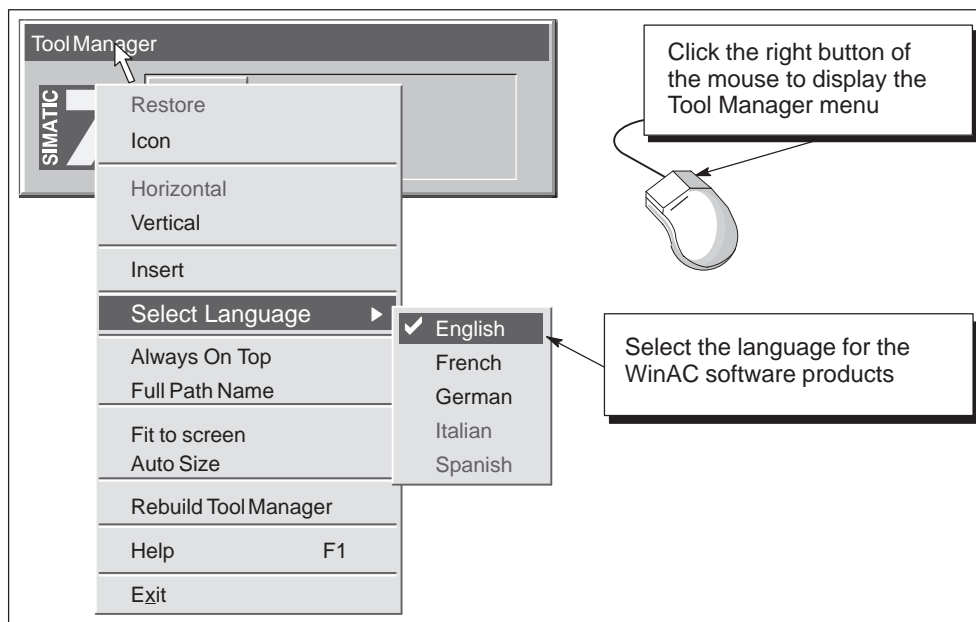 Tool Manager
SIMATIC
7
Restore
Icon
Horizontal
Vertical
Insert
Select Language
Always On Top
Full Path Name
Fit to screen
Auto Size
Rebuild Tool Manager
Help F1
Exit
English
French
German
Italian
Spanish
Click the right button of
the mouse to display the
Tool Manager menu
Select the language for the
WinAC software products